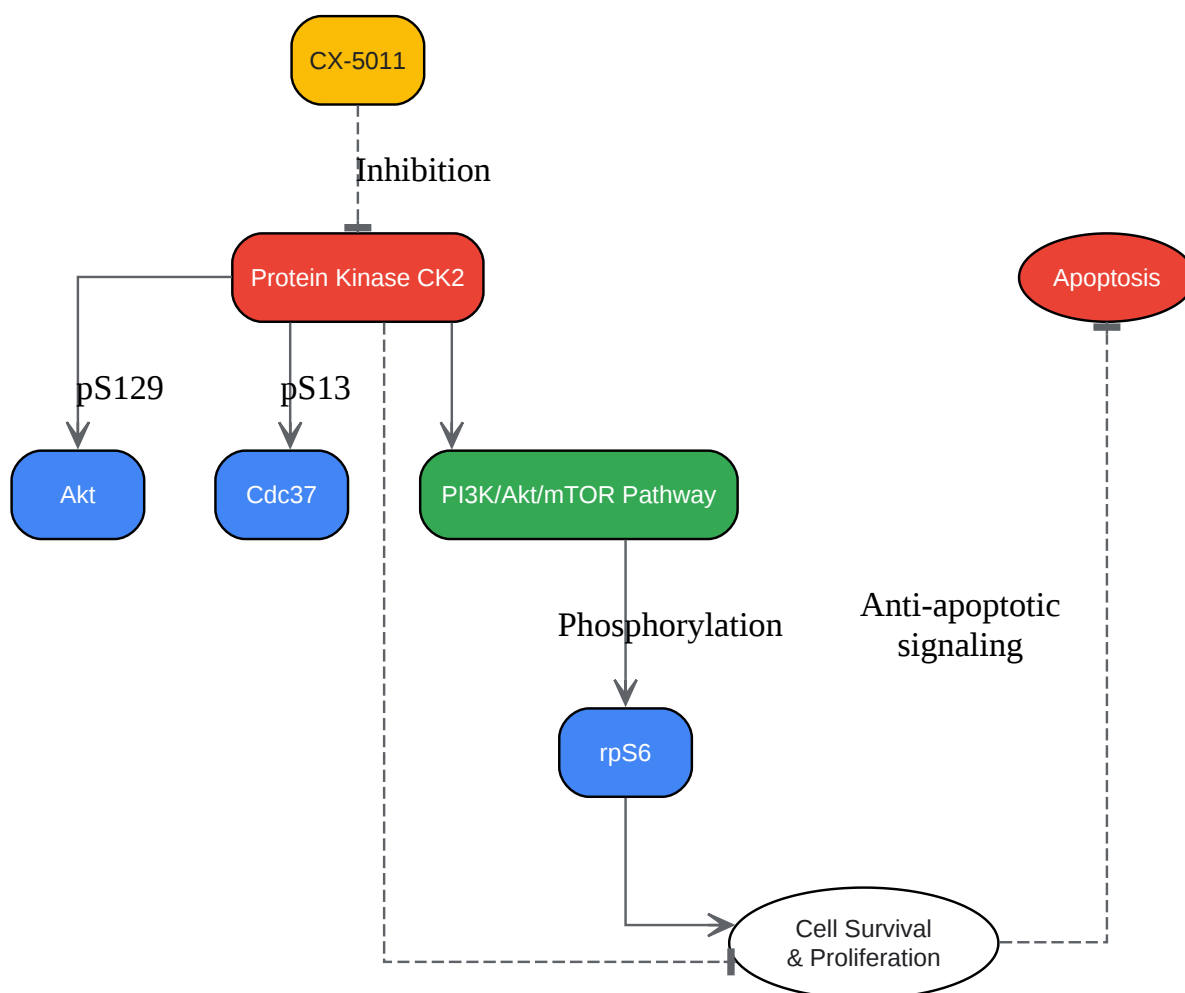 CX-5011
Inhibition
Protein Kinase CK2
Apoptosis
pS129
pS13
Akt
Cdc37
PI3K/Akt/mTOR Pathway
Phosphorylation
Anti-apoptotic
signaling
rpS6
Cell Survival
& Proliferation